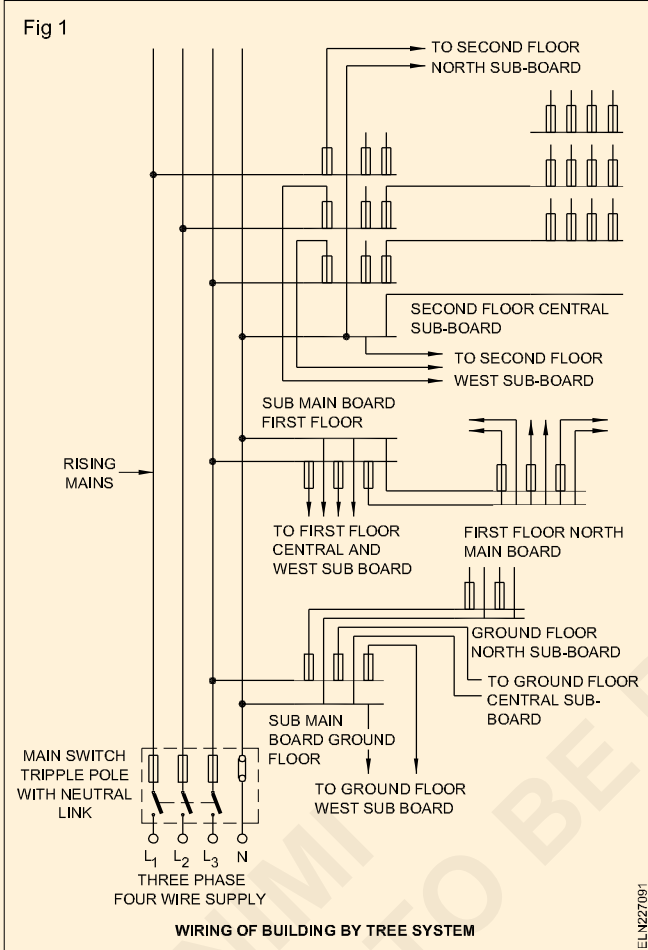 Fig 1
TO SECOND FLOOR
NORTH SUB-BOARD
SECOND FLOOR CENTRAL
SUB-BOARD
TO SECOND FLOOR
WEST SUB-BOARD
SUB MAIN BOARD
FIRST FLOOR
RISING
MAINS
TO FIRST FLOOR
CENTRAL AND
WEST SUB BOARD
FIRST FLOOR NORTH
MAIN BOARD
GROUND FLOOR
NORTH SUB-BOARD
TO GROUND FLOOR
CENTRAL SUB-
BOARD
SUB MAIN
BOARD GROUND
FLOOR
TO GROUND FLOOR
WEST SUB BOARD
MAIN SWITCH
TRIPPLE POLE
WITH NEUTRAL
LINK
L1 L2 L3 N
THREE PHASE
FOUR WIRE SUPPLY
WIRING OF BUILDING BY TREE SYSTEM
ELN227091
NIMI
TO BE